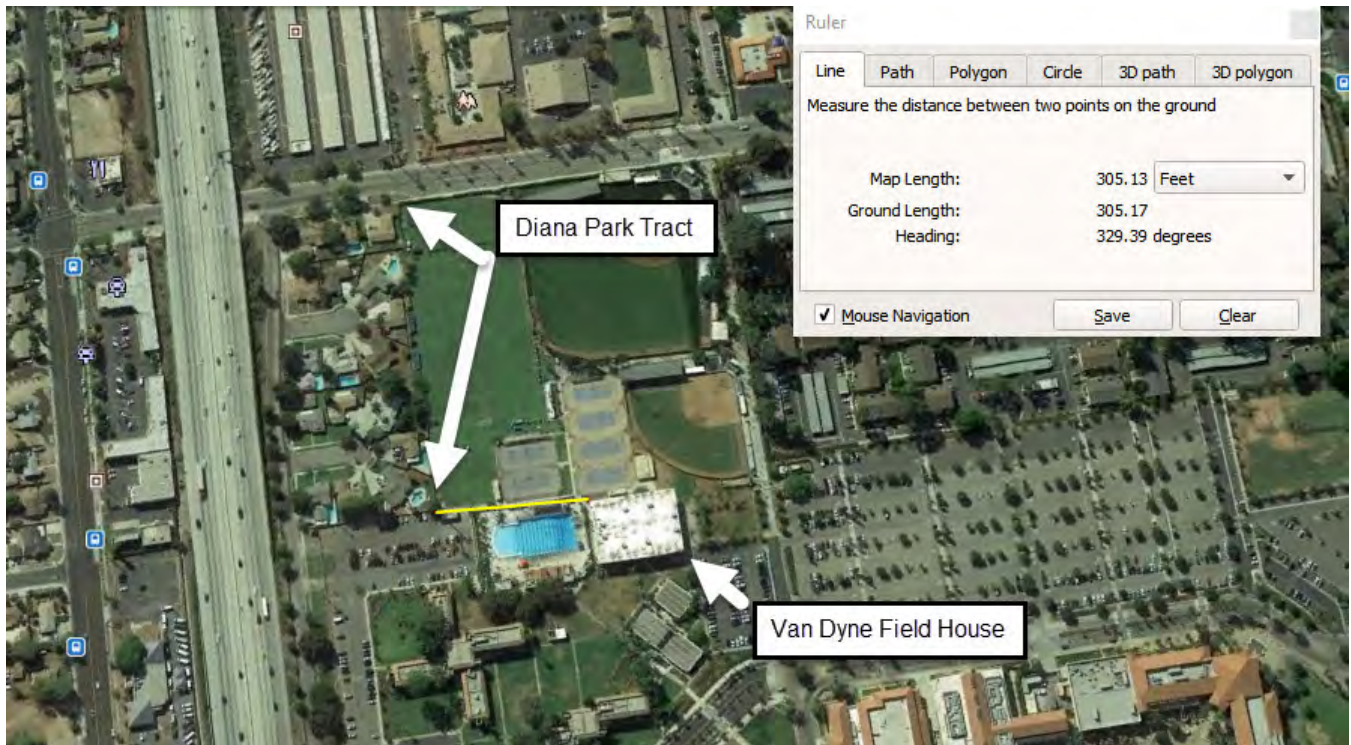 Ruler
Line Path Polygon Circle 3D path 3D polygon
Measure the distance between two points on the ground
Map Length: 305.13 Feet
Ground Length: 305.17
Heading: 329.39 degrees
Mouse Navigation Save Clear
Diana Park Tract
Van Dyne Field House